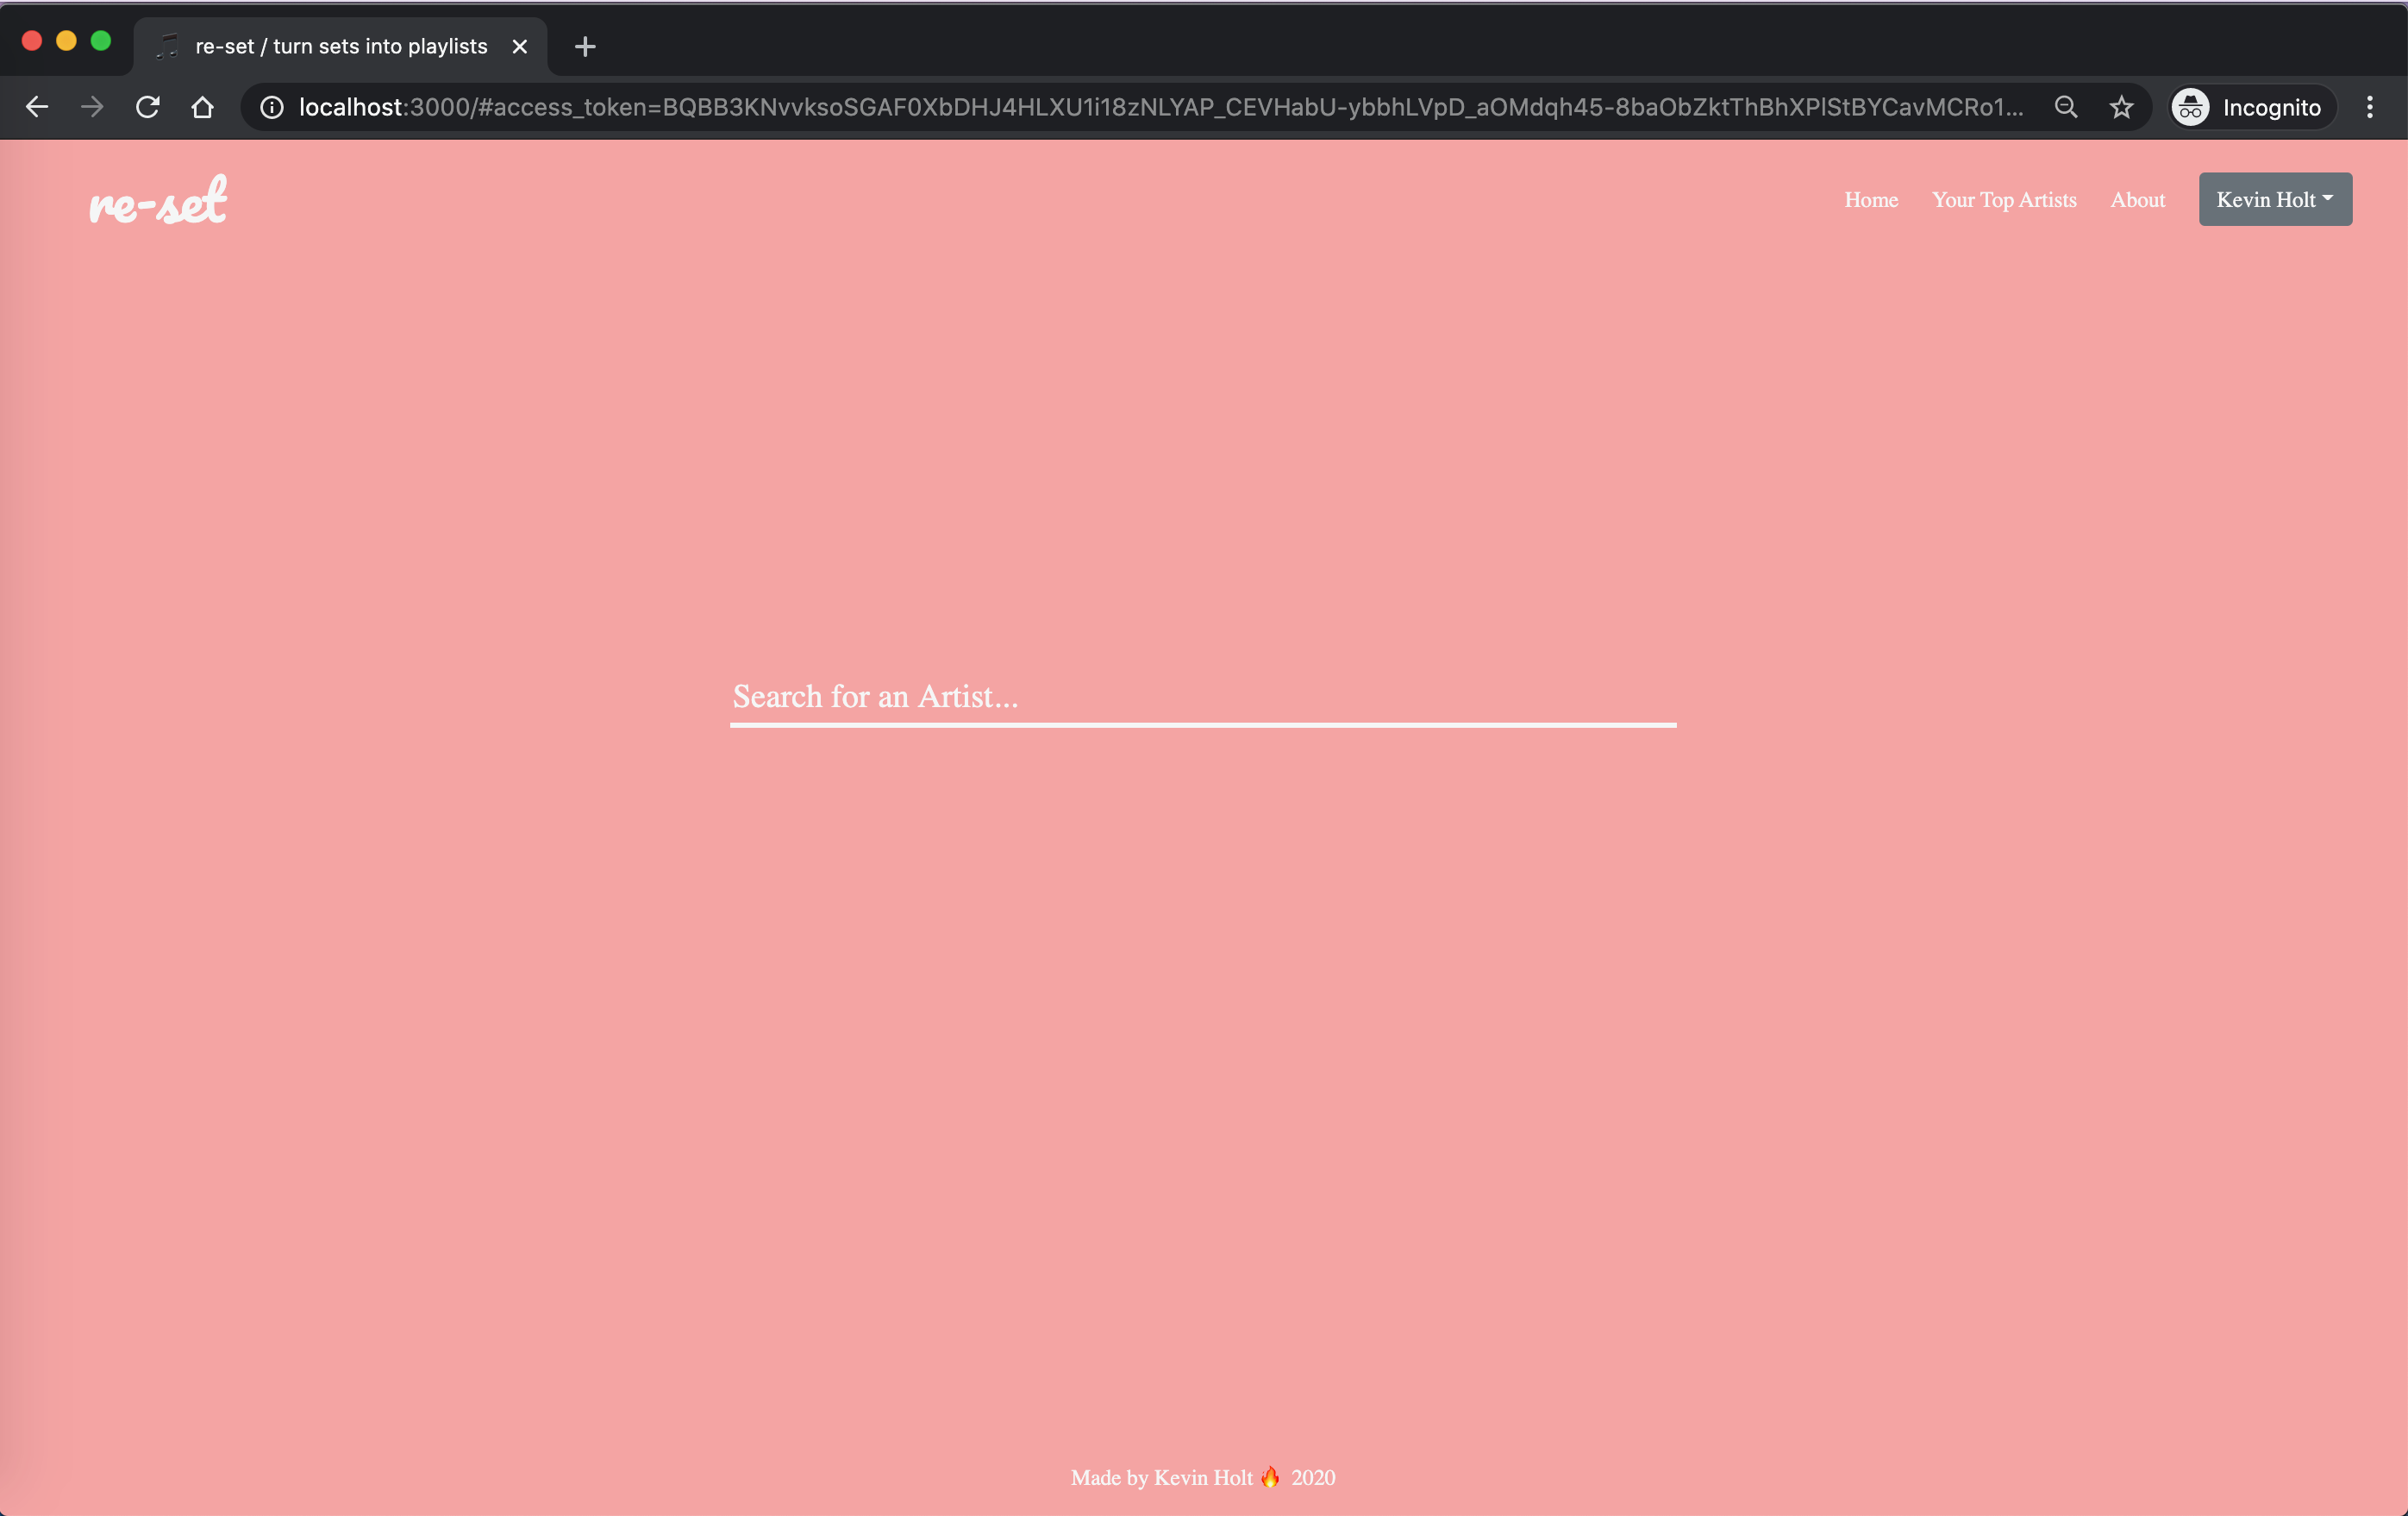 re-set / turn sets into playlists
localhost:3000/#access_token=BQBB3KNvvksoSGAF0XbDHJ4HLXU1i18zNLYAP_CEVHabU-ybbhLVpD_aOMdqh45-8baObZktThBhXPlStBYCavMCRo1...
Incognito
re-set
Home
Your Top Artists
About
Kevin Holt
Search for an Artist...
Made by Kevin Holt 🔥 2020